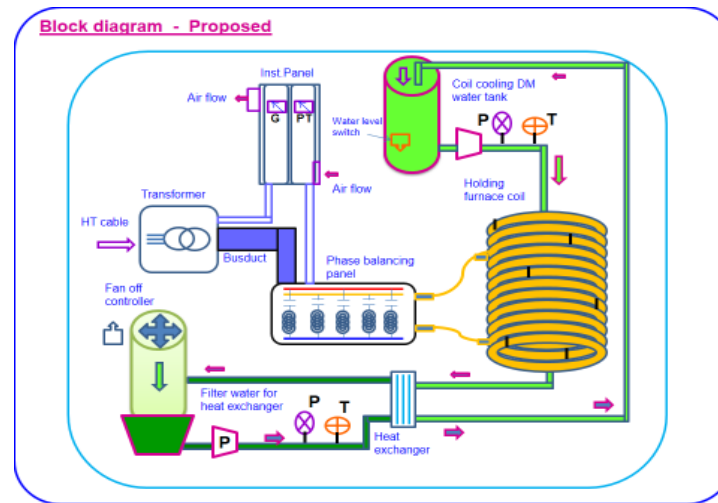 Block diagram - Proposed
Inst.Panel
Air flow
G
PT
Coil cooling DM
water tank
Water level
switch
P
T
Air flow
Transformer
Holding
furnace coil
HT cable
Busduct
Phase balancing
panel
Fan off
controller
Filter water for
heat exchanger
P
T
P
Heat
exchanger